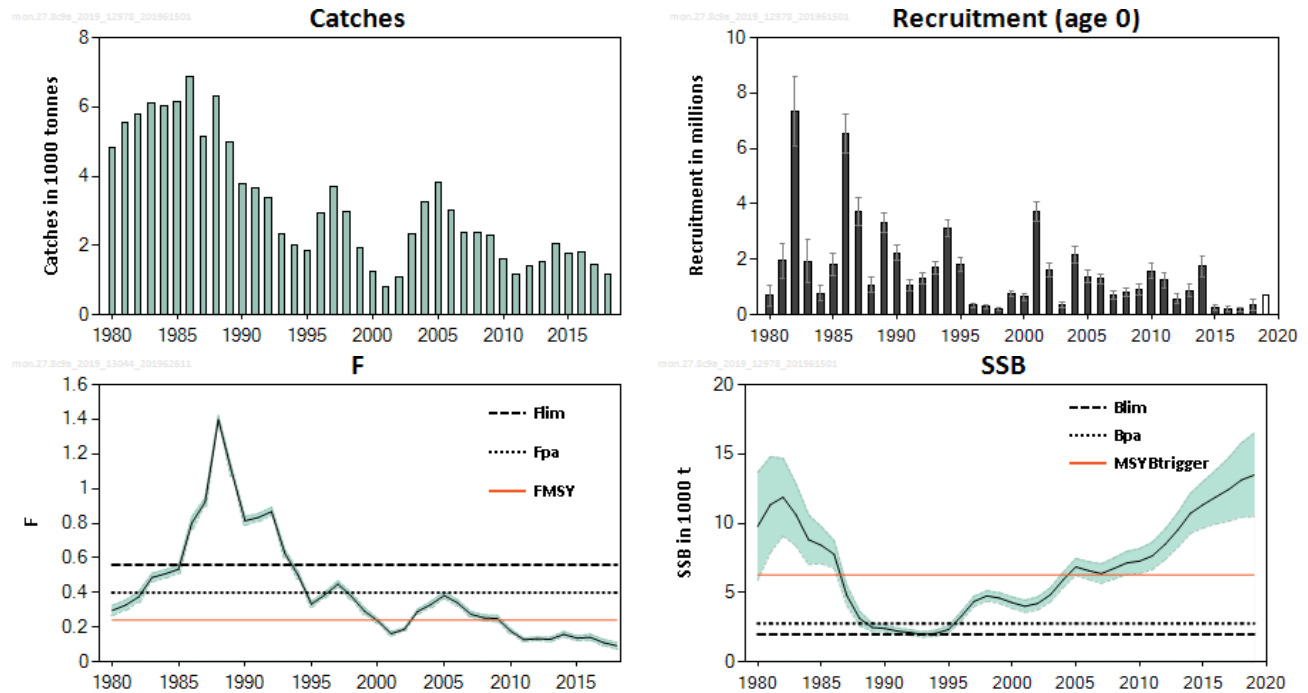 mon.27.8c9a_2019_12978_201961501
Catches
Catches in 1000 tonnes
8
6
4
2
0
1980 1985 1990 1995 2000 2005 2010 2015
mon.27.8c9a_2019_12978_201961501
Recruitment (age 0)
Recruitment in millions
10
8
6
4
2
0
1980 1985 1990 1995 2000 2005 2010 2015 2020
mon.27.8c9a_2019_13044_201962611
F
F
1.6
1.4
1.2
1
0.8
0.6
0.4
0.2
0
Flim
Fpa
FMSY
1980 1985 1990 1995 2000 2005 2010 2015
mon.27.8c9a_2019_12978_201961501
SSB
SSB in 1000 t
20
15
10
5
0
Blim
Bpa
MSYBtrigger
1980 1985 1990 1995 2000 2005 2010 2015 2020